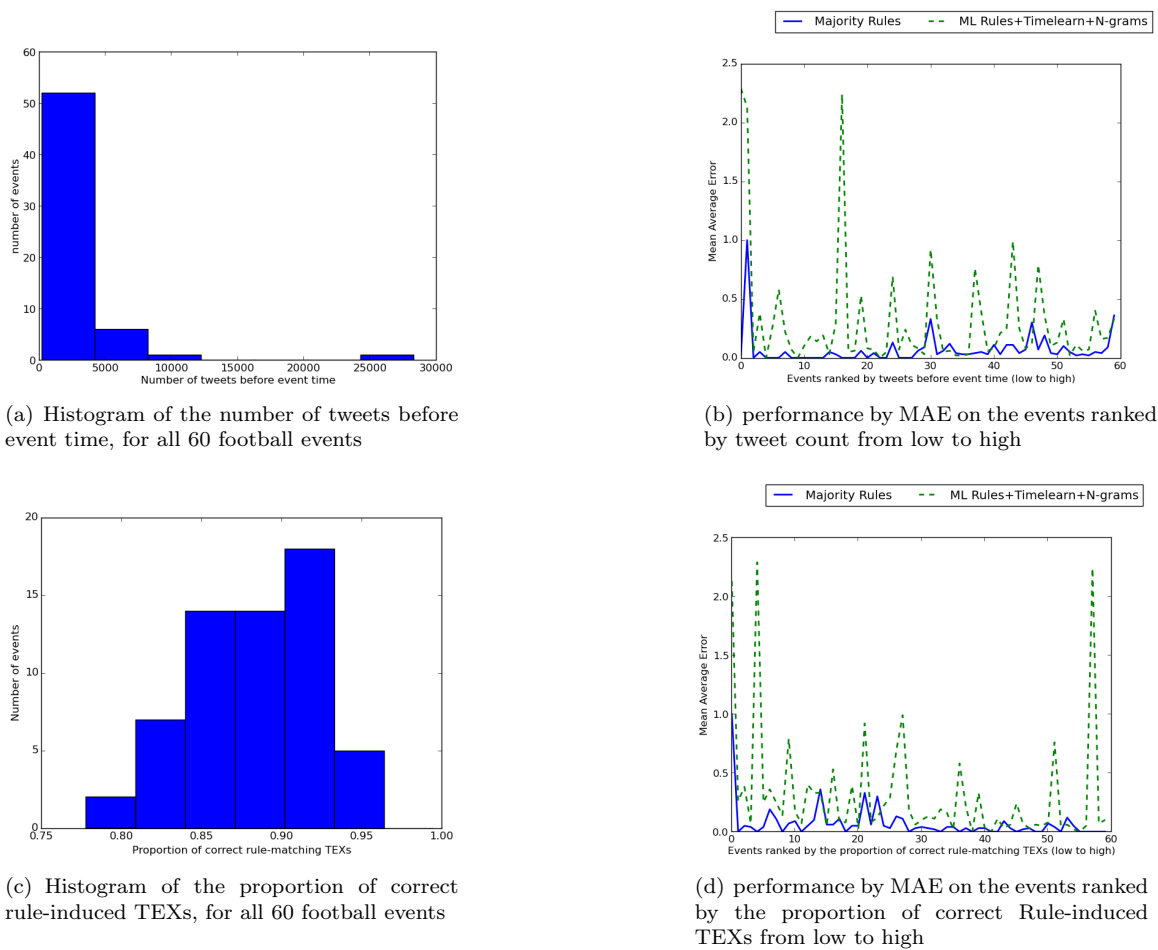 Majority Rules ML Rules+Timelearn+N-grams
60
50
40
30
20
10
0
number of events
0 5000 10000 15000 20000 25000 30000
Number of tweets before event time
2.5
2.0
1.5
1.0
0.5
0.0
Mean Average Error
0 10 20 30 40 50 60
Events ranked by tweets before event time (low to high)
(a) Histogram of the number of tweets before
event time, for all 60 football events
(b) performance by MAE on the events ranked
by tweet count from low to high
Majority Rules ML Rules+Timelearn+N-grams
20
15
10
5
0
Number of events
0.75 0.80 0.85 0.90 0.95 1.00
Proportion of correct rule-matching TEXs
2.5
2.0
1.5
1.0
0.5
0.0
Mean Average Error
0 10 20 30 40 50 60
Events ranked by the proportion of correct rule-matching TEXs (low to high)
(c) Histogram of the proportion of correct
rule-induced TEXs, for all 60 football events
(d) performance by MAE on the events ranked
by the proportion of correct Rule-induced
TEXs from low to high